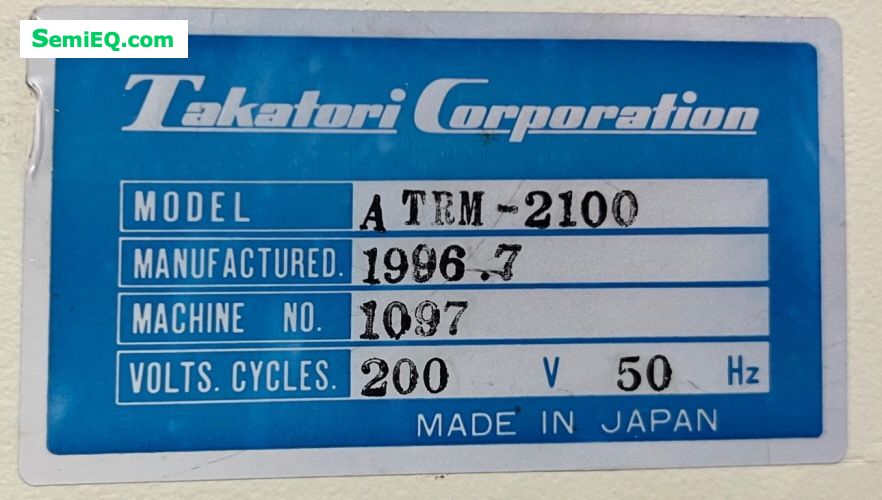 SemiEQ.com
Takatori Corporation
MODEL ATRM-2100
MANUFACTURED. 1996.7
MACHINE NO. 1097
VOLTS. CYCLES. 200 V 50 Hz
MADE IN JAPAN